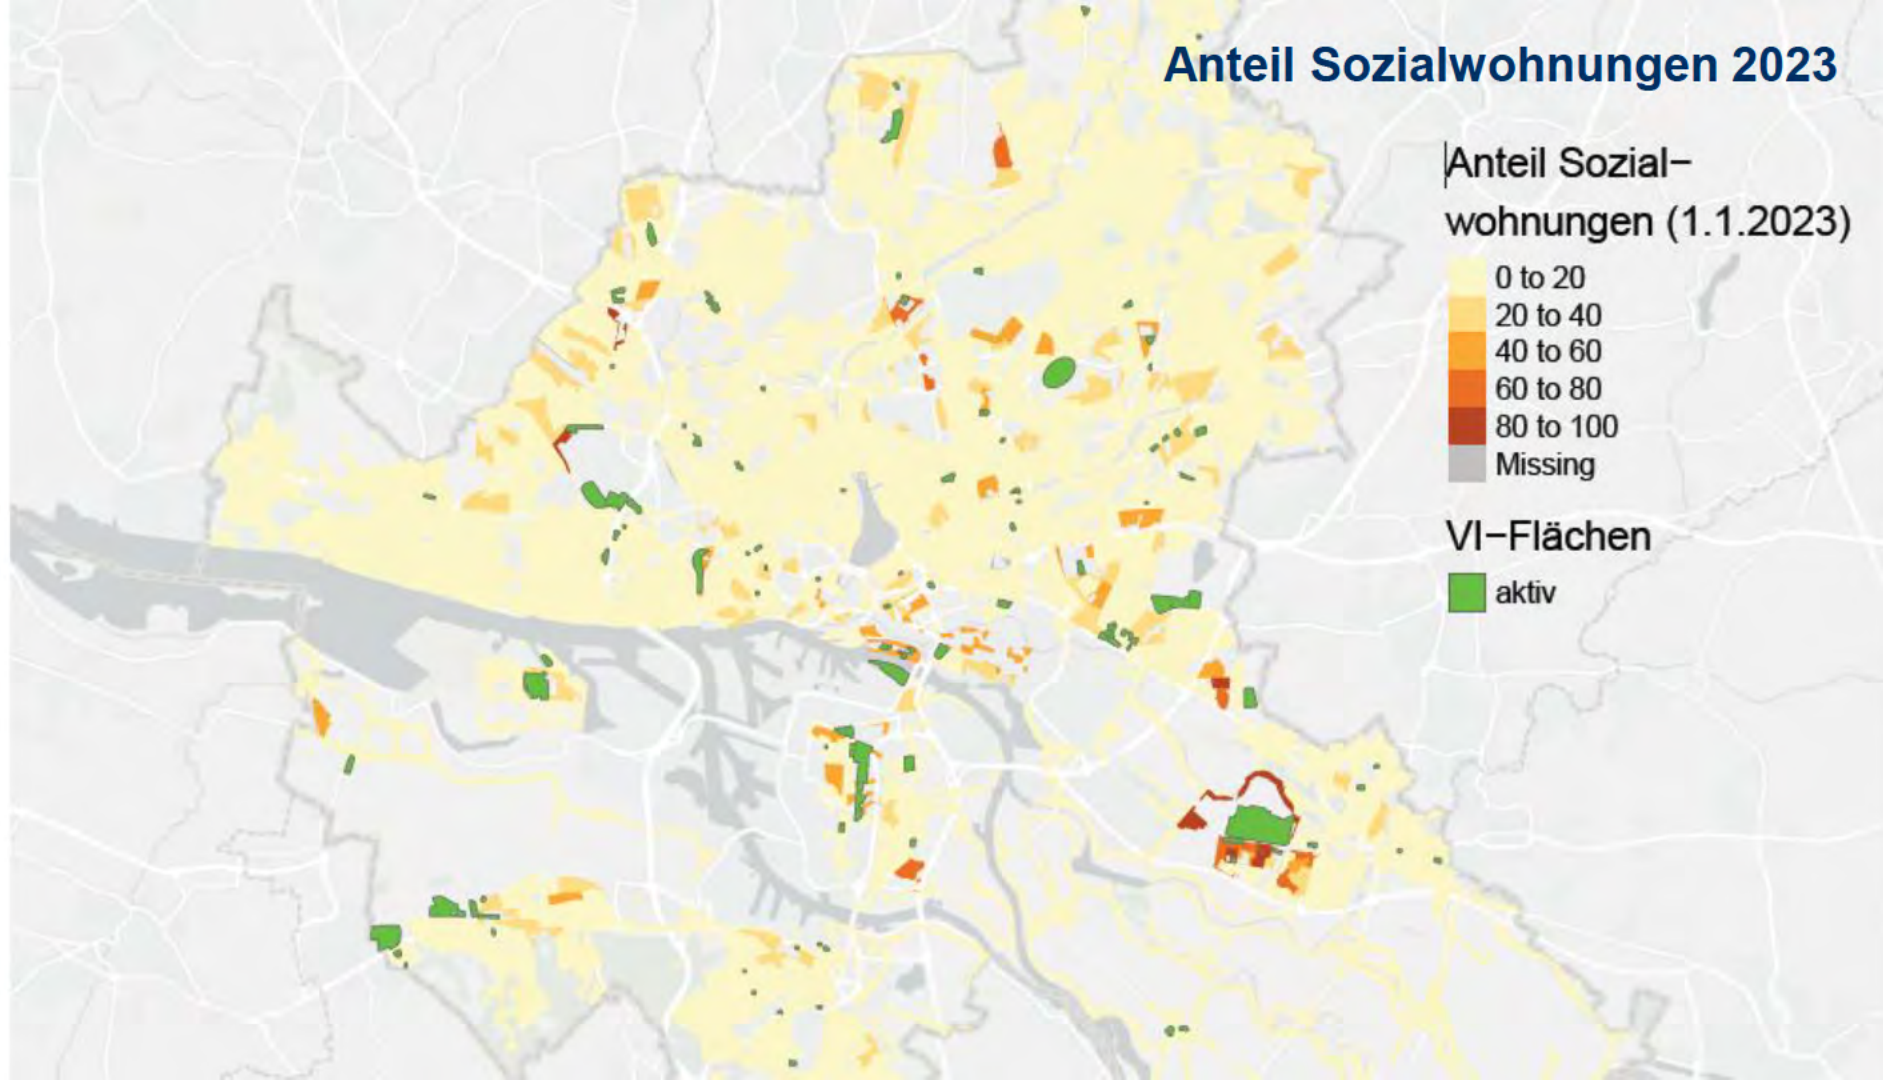 Anteil Sozialwohnungen 2023
Anteil Sozial−
wohnungen (1.1.2023)
0 to 20
20 to 40
40 to 60
60 to 80
80 to 100
Missing
VI−Flächen
aktiv